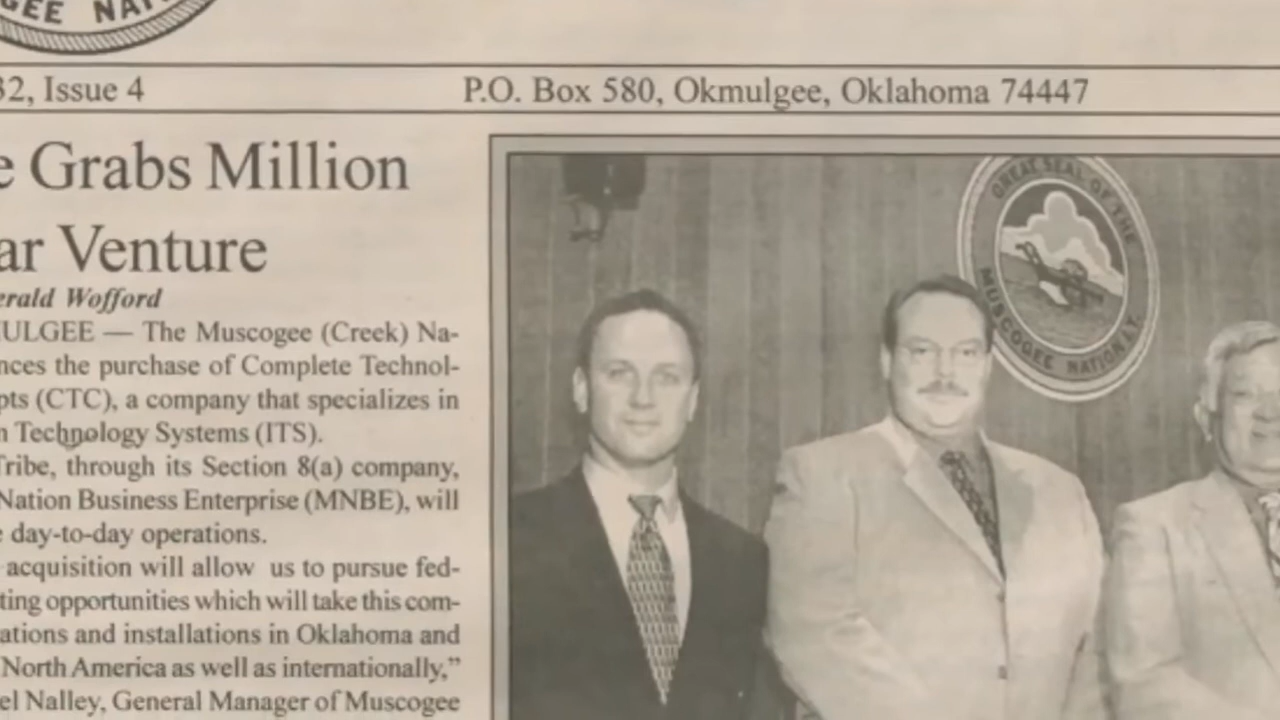 GEE NATI
32, Issue 4
P.O. Box 580, Okmulgee, Oklahoma 74447
e Grabs Million
ar Venture
erald Wofford
ULGEE — The Muscogee (Creek) Na-
nces the purchase of Complete Technol-
pts (CTC), a company that specializes in
n Technology Systems (ITS).
Tribe, through its Section 8(a) company,
Nation Business Enterprise (MNBE), will
e day-to-day operations.
acquisition will allow us to pursue fed-
ting opportunities which will take this com-
ations and installations in Oklahoma and
North America as well as internationally,”
el Nalley, General Manager of Muscogee
GREAT SEAL OF THE
MUSCOGEE NATION I.T.